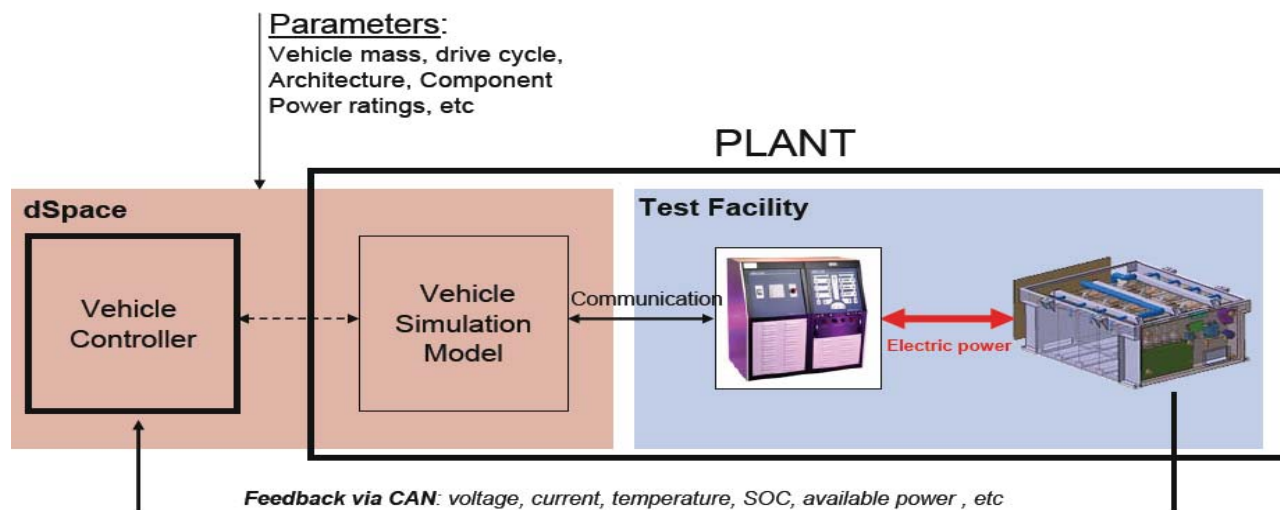 Parameters:
Vehicle mass, drive cycle,
Architecture, Component
Power ratings, etc
PLANT
dSpace
Test Facility
Vehicle
Controller
Vehicle
Simulation
Model
Communication
Electric power
Feedback via CAN: voltage, current, temperature, SOC, available power , etc